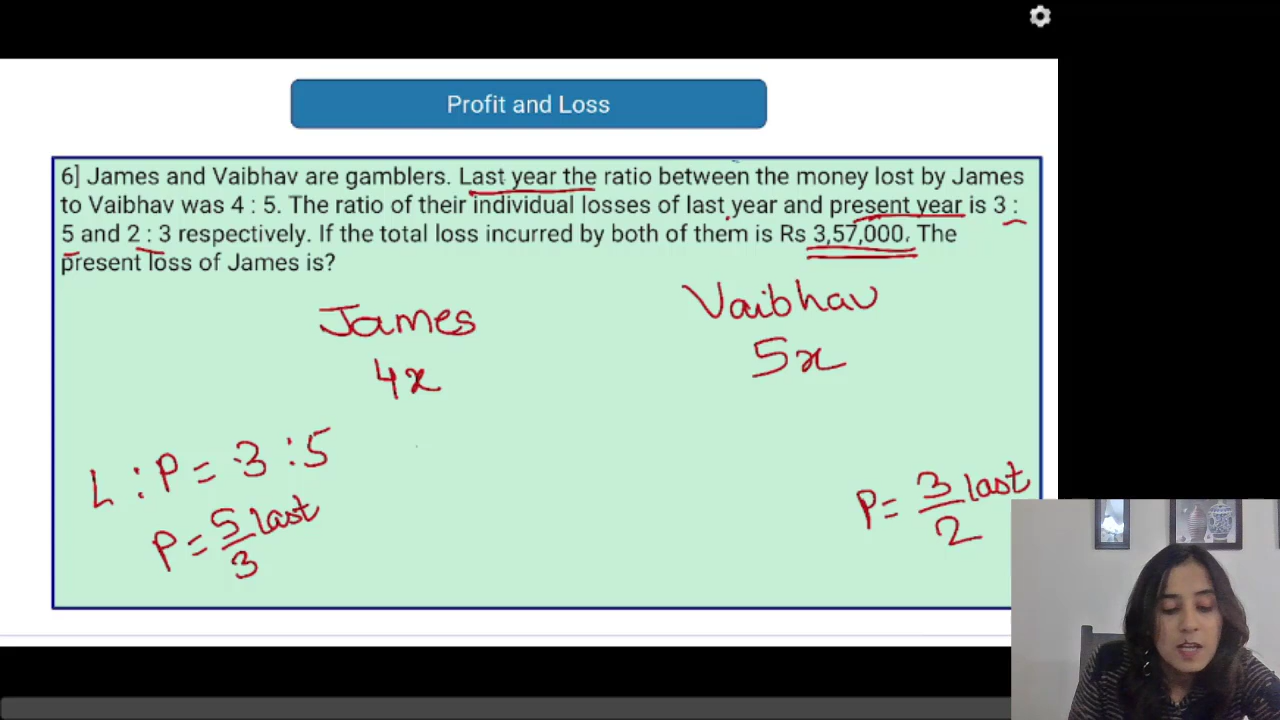 Profit and Loss
6] James and Vaibhav are gamblers. Last year the ratio between the money lost by James
to Vaibhav was 4 : 5. The ratio of their individual losses of last year and present year is 3 :
5 and 2 : 3 respectively. If the total loss incurred by both of them is Rs 3,57,000. The
present loss of James is?
James
Vaibhav
4x
5x
L : P = 3 : 5
P = 5/3 last
P = 3/2 last